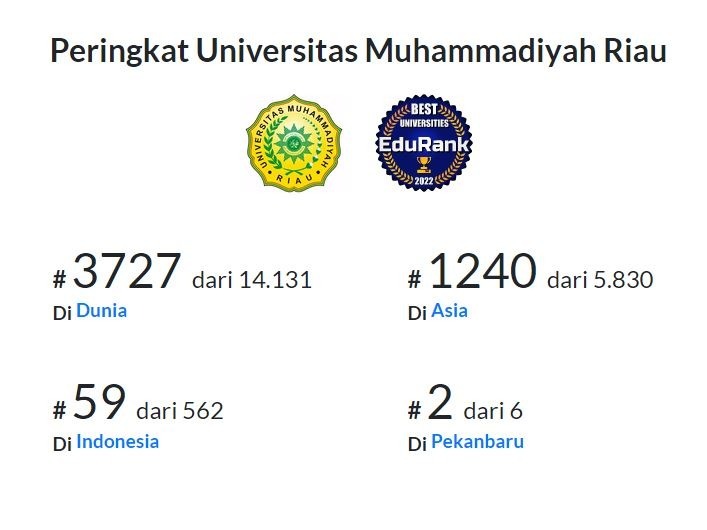 Peringkat Universitas Muhammadiyah Riau
UNIVERSITAS MUHAMMADIYAH
RIAU
BEST
UNIVERSITIES
EduRank
2022
#3727 dari 14.131
Di Dunia
#1240 dari 5.830
Di Asia
#59 dari 562
Di Indonesia
#2 dari 6
Di Pekanbaru